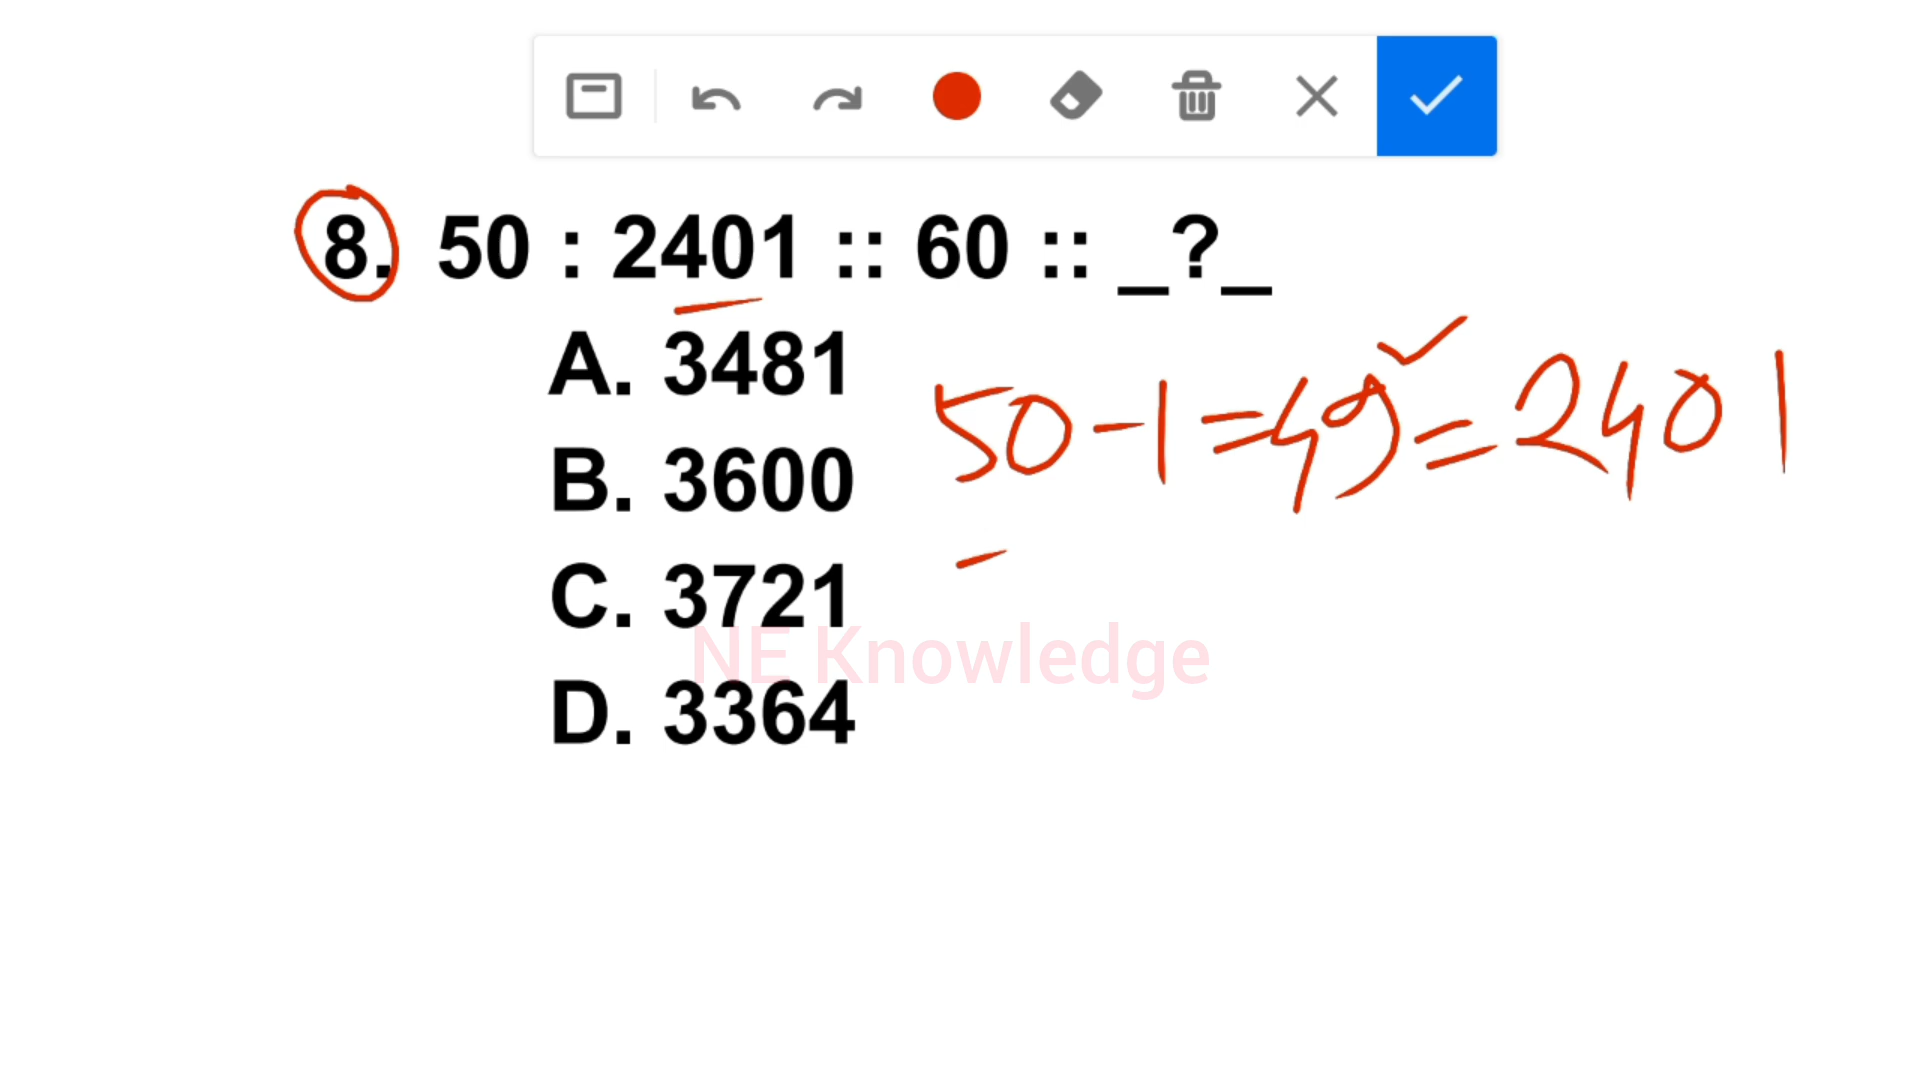 8. 50 : 2401 :: 60 :: _?_
A. 3481
50-1=49=2401
B. 3600
C. 3721
NE Knowledge
D. 3364